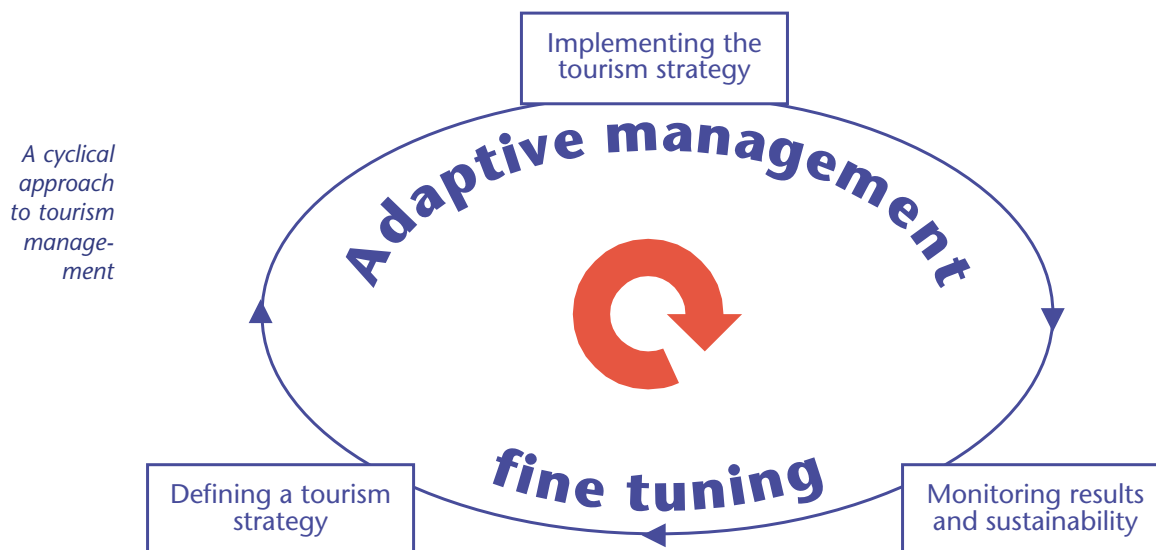 Implementing the
tourism strategy
A cyclical
approach
to tourism
manage-
ment
Adaptive management
fine tuning
Defining a tourism
strategy
Monitoring results
and sustainability